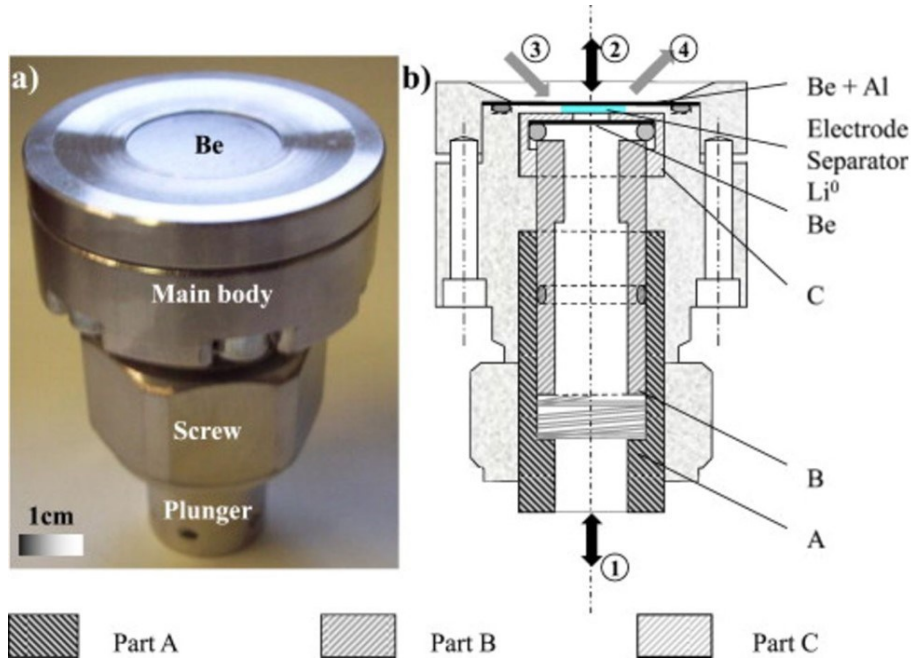 a)
Be
Main body
Screw
Plunger
1cm
b)
3
2
4
Be + Al
Electrode
Separator
Li⁰
Be
C
B
A
1
Part A
Part B
Part C